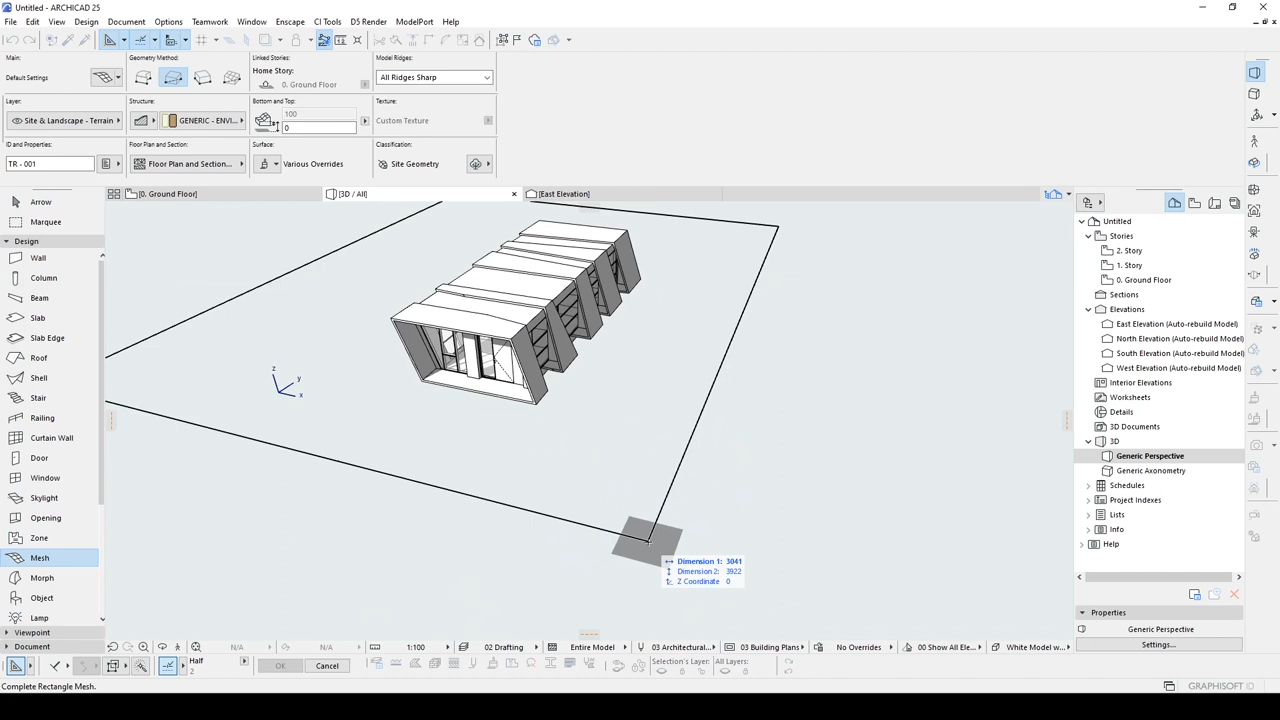 Untitled - ARCHICAD 25
File Edit View Design Document Options Teamwork Window Enscape CI Tools D5 Render ModelPort Help
Main: Geometry Method: Linked Stories: Model Ridges:
Default Settings Home Story: All Ridges Sharp
0. Ground Floor
Layer: Structure: Bottom and Top: Texture:
Site & Landscape - Terrain GENERIC - ENVI... 100 Custom Texture
0
ID and Properties: Floor Plan and Section: Surface: Classification:
TR - 001 Floor Plan and Section... Various Overrides Site Geometry
[0. Ground Floor] [3D / All] [East Elevation]
Arrow
Marquee
Design
Wall
Column
Beam
Slab
Slab Edge
Roof
Shell
Stair
Railing
Curtain Wall
Door
Window
Skylight
Opening
Zone
Mesh
Morph
Object
Lamp
Viewpoint
Document
z
y
x
Dimension 1: 3041
Dimension 2: 3922
Z Coordinate 0
Untitled
Stories
2. Story
1. Story
0. Ground Floor
Sections
Elevations
East Elevation (Auto-rebuild Model)
North Elevation (Auto-rebuild Model)
South Elevation (Auto-rebuild Model)
West Elevation (Auto-rebuild Model)
Interior Elevations
Worksheets
Details
3D Documents
3D
Generic Perspective
Generic Axonometry
Schedules
Project Indexes
Lists
Info
Help
Properties
Generic Perspective
Settings...
N/A N/A 1:100 02 Drafting Entire Model 03 Architectural... 03 Building Plans No Overrides 00 Show All Ele... White Model w...
Half
2
OK Cancel Selection's Layer: All Layers:
Complete Rectangle Mesh.
GRAPHISOFT